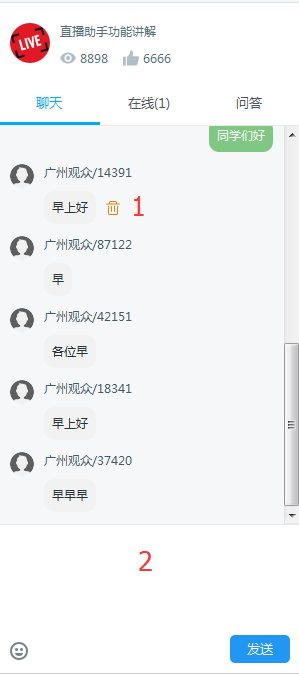 LIVE
直播助手功能讲解
8898 6666
聊天 在线(1) 问答
同学们好
广州观众/14391
早上好 1
广州观众/87122
早
广州观众/42151
各位早
广州观众/18341
早上好
广州观众/37420
早早早
2
发送